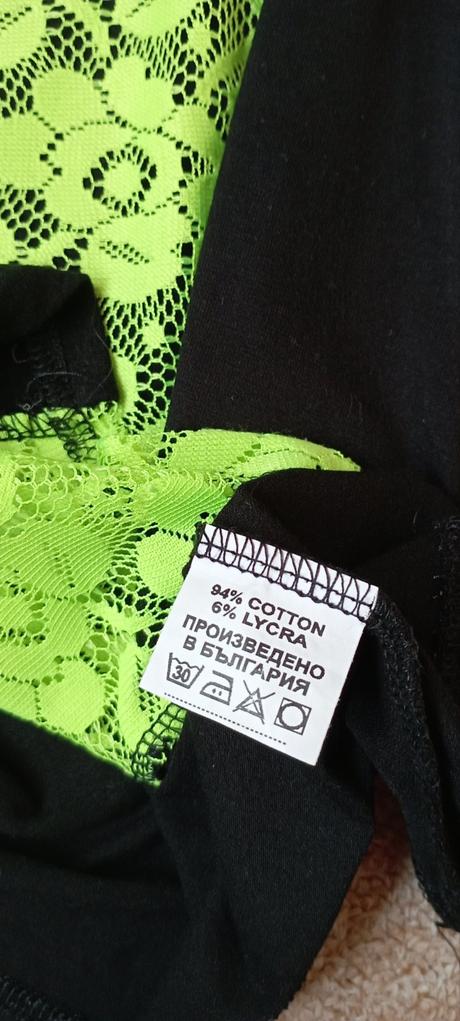 94% COTTON
6% LYCRA
ПРОИЗВЕДЕНО
В БЪЛГАРИЯ
30